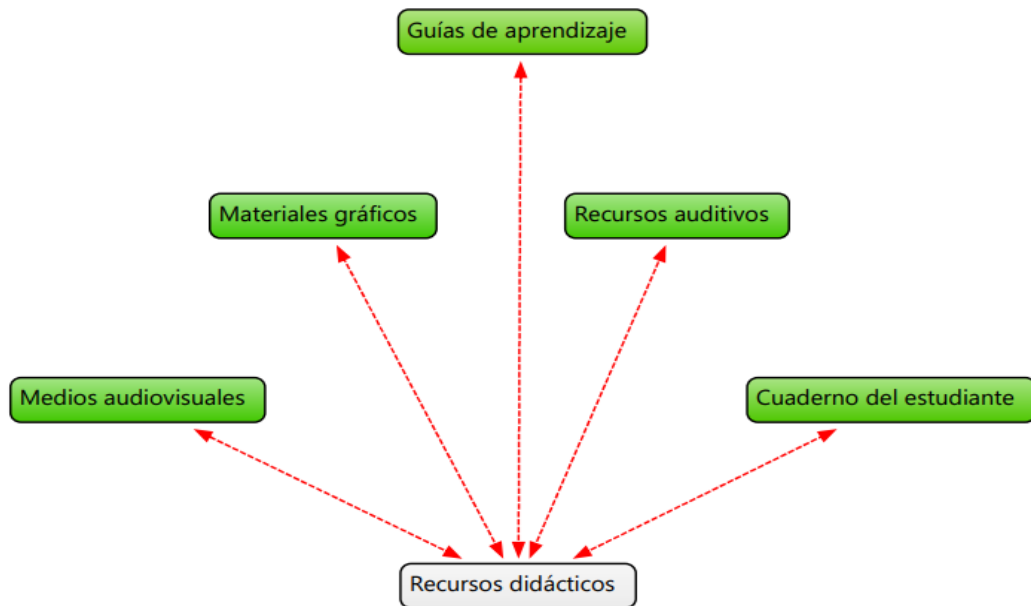 Guías de aprendizaje
Materiales gráficos
Recursos auditivos
Medios audiovisuales
Cuaderno del estudiante
Recursos didácticos